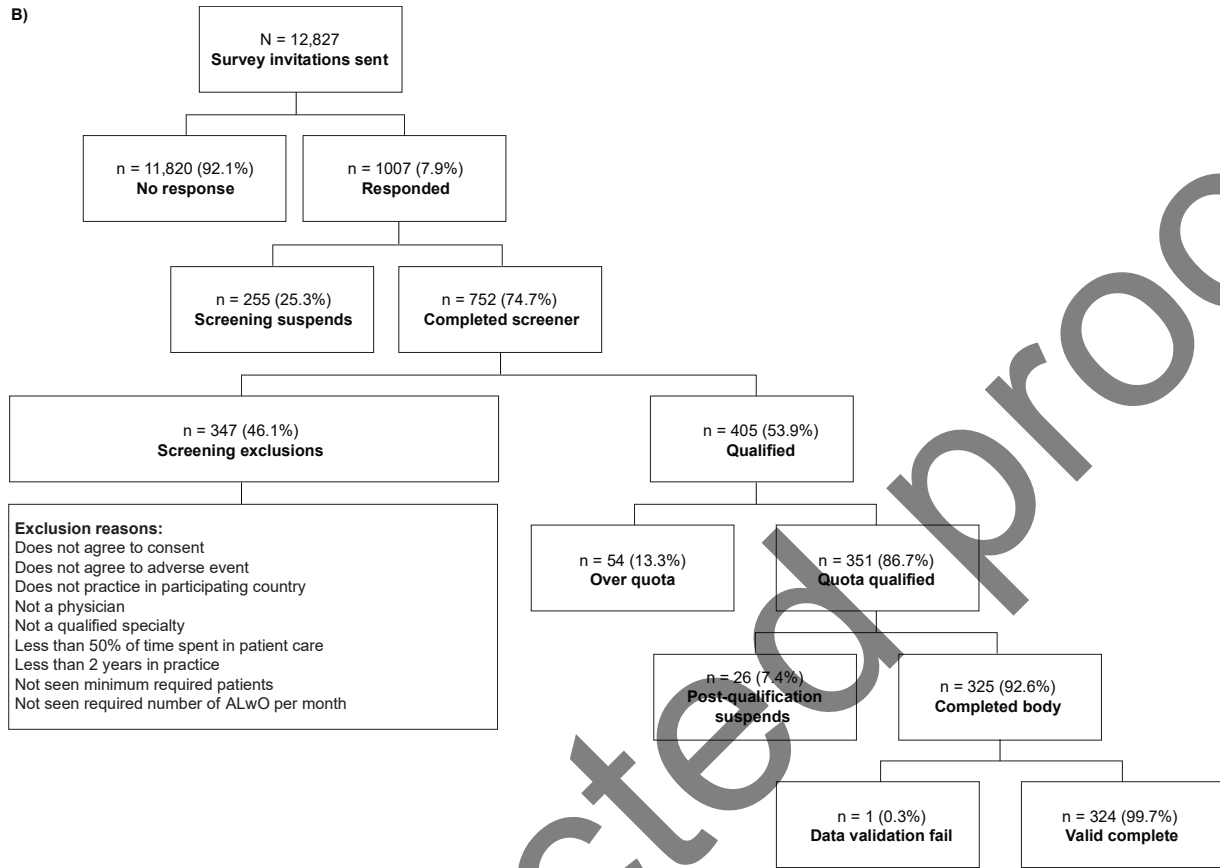 B)
N = 12,827
Survey invitations sent
n = 11,820 (92.1%)
No response
n = 1007 (7.9%)
Responded
n = 255 (25.3%)
Screening suspends
n = 752 (74.7%)
Completed screener
n = 347 (46.1%)
Screening exclusions
n = 405 (53.9%)
Qualified
Exclusion reasons:
Does not agree to consent
Does not agree to adverse event
Does not practice in participating country
Not a physician
Not a qualified specialty
Less than 50% of time spent in patient care
Less than 2 years in practice
Not seen minimum required patients
Not seen required number of ALwO per month
n = 54 (13.3%)
Over quota
n = 351 (86.7%)
Quota qualified
n = 26 (7.4%)
Post-qualification
suspends
n = 325 (92.6%)
Completed body
n = 1 (0.3%)
Data validation fail
n = 324 (99.7%)
Valid complete
cted proo